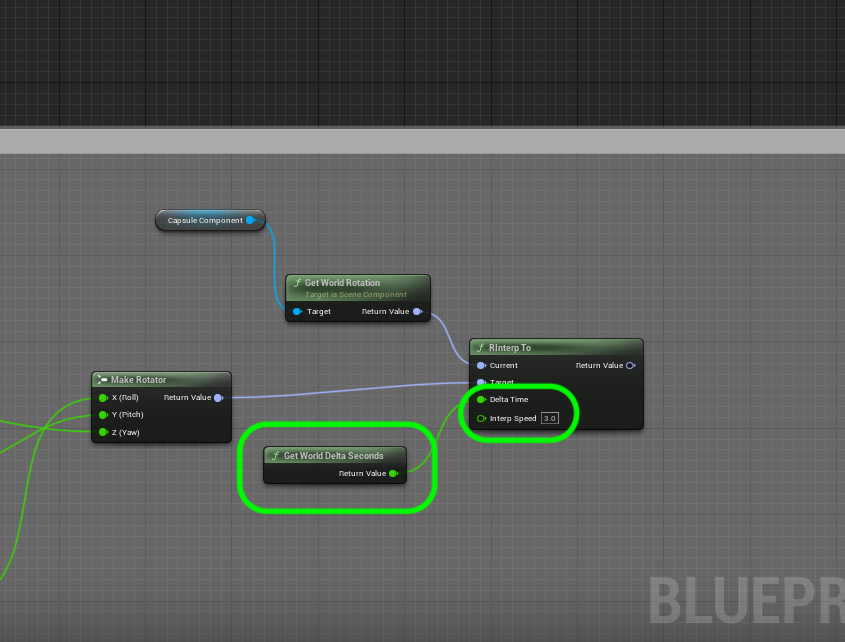 Capsule Component
Get World Rotation
Target is Scene Component
Target Return Value
RInterp To
Current Return Value
Target
Delta Time
Interp Speed 3.0
Make Rotator
X (Roll) Return Value
Y (Pitch)
Z (Yaw)
Get World Delta Seconds
Return Value
BLUEPR